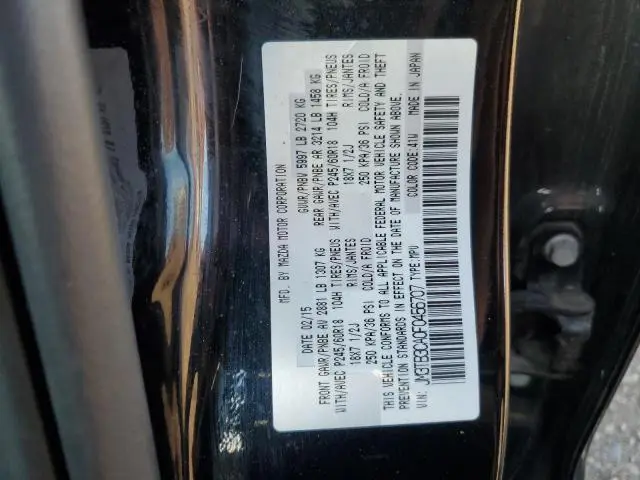 MFD. BY MAZDA MOTOR CORPORATION
DATE 02/15 GVWR/PNBV 5997 LB 2720 KG
FRONT GAWR/PNBE AV 2881 LB 1307 KG REAR GAWR/PNBE AR 3214 LB 1458 KG
WITH/AVEC P245/60R18 104H TIRES/PNEUS WITH/AVEC P245/60R18 104H TIRES/PNEUS
18X7 1/2J RIMS/JANTES 18X7 1/2J RIMS/JANTES
250 KPA/36 PSI COLD/A FROID 250 KPA/36 PSI COLD/A FROID
THIS VEHICLE CONFORMS TO ALL APPLICABLE FEDERAL MOTOR VEHICLE SAFETY AND THEFT
PREVENTION STANDARDS IN EFFECT ON THE DATE OF MANUFACTURE SHOWN ABOVE.
VIN: JM3TB3CA0F0455707 TYPE:MPV COLOR CODE:41W MADE IN JAPAN